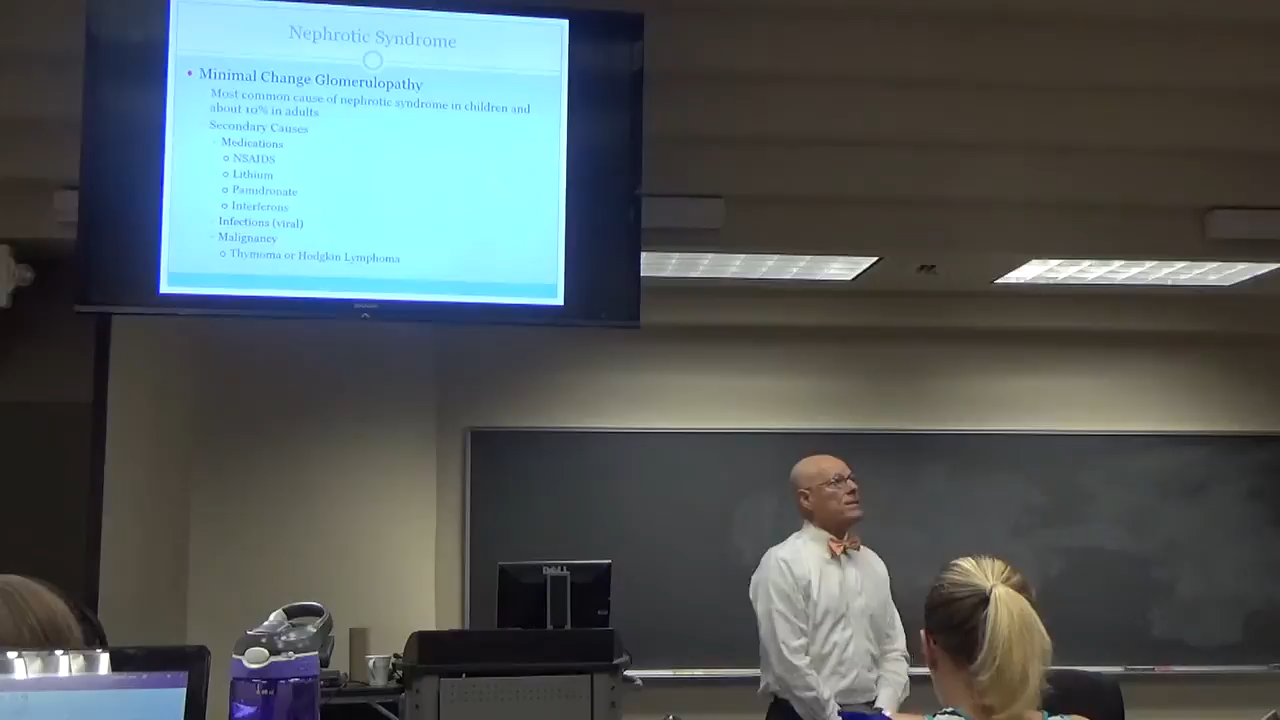 Nephrotic Syndrome
• Minimal Change Glomerulopathy
Most common cause of nephrotic syndrome in children and
about 10% in adults
Secondary Causes
- Medications
o NSAIDS
o Lithium
o Pamidronate
o Interferons
- Infections (viral)
- Malignancy
o Thymoma or Hodgkin Lymphoma
DELL